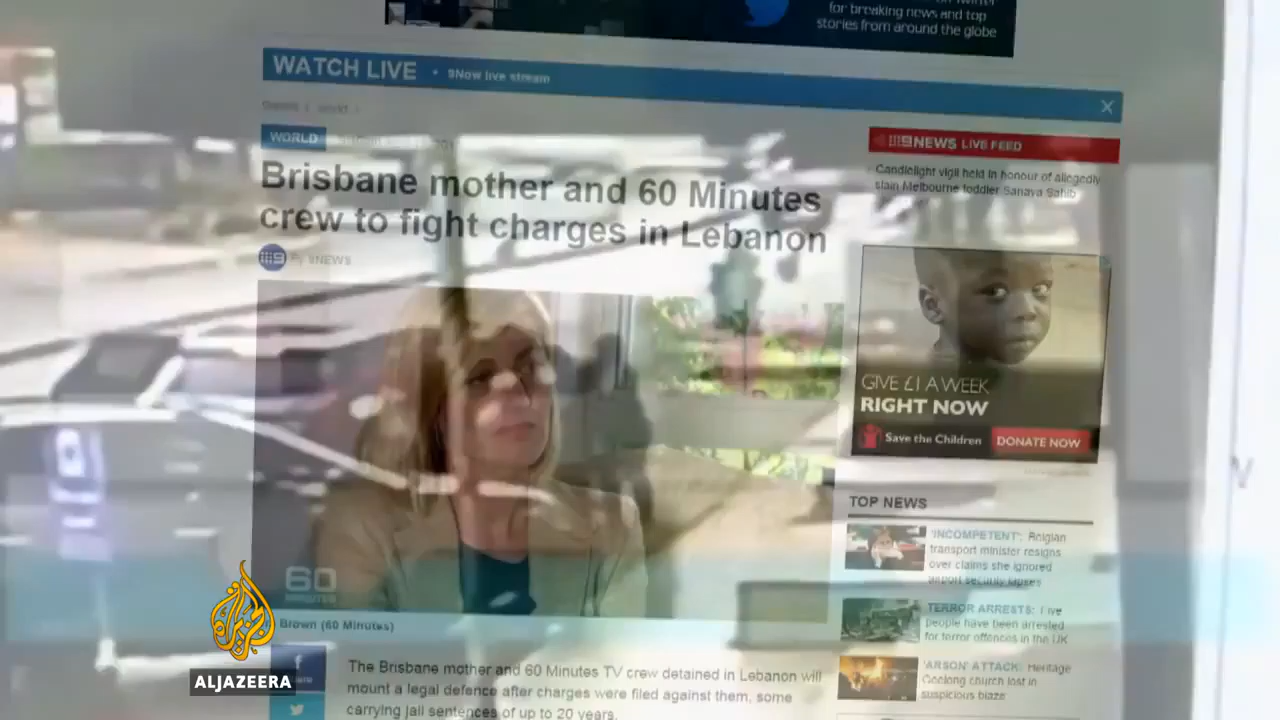 for breaking news and top
stories from around the globe
WATCH LIVE • 9Now live stream
WORLD
Brisbane mother and 60 Minutes
crew to fight charges in Lebanon
By 9NEWS
9NEWS LIVE FEED
Candlelight vigil held in honour of allegedly
slain Melbourne toddler Sanaya Sahib
GIVE £1 A WEEK
RIGHT NOW
Save the Children
DONATE NOW
TOP NEWS
'INCOMPETENT': Belgian
transport minister resigns
over claims she ignored
airport security lapses
TERROR ARRESTS: Five
people have been arrested
for terror offences in the UK
'ARSON' ATTACK: Heritage
Geelong church lost in
suspicious blaze
60
MINUTES
Brown (60 Minutes)
The Brisbane mother and 60 Minutes TV crew detained in Lebanon will
mount a legal defence after charges were filed against them, some
carrying jail sentences of up to 20 years.
الجزيرة
ALJAZEERA